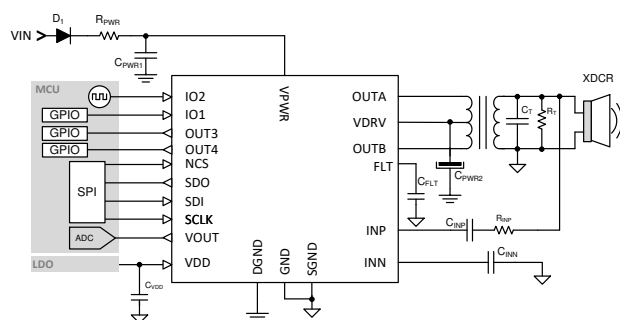 D1
RPWR
VIN
CPWR1
XDCR
MCU
VPWR
IO2
OUTA
GPIO
IO1
CT
RT
GPIO
OUT3
VDRV
GPIO
OUT4
OUTB
NCS
FLT
SPI
SDO
CFLT
CPWR2
SDI
SCLK
CINP
RINP
ADC
VOUT
INP
DGND
GND
SGND
CINN
LDO
VDD
INN
CVDD